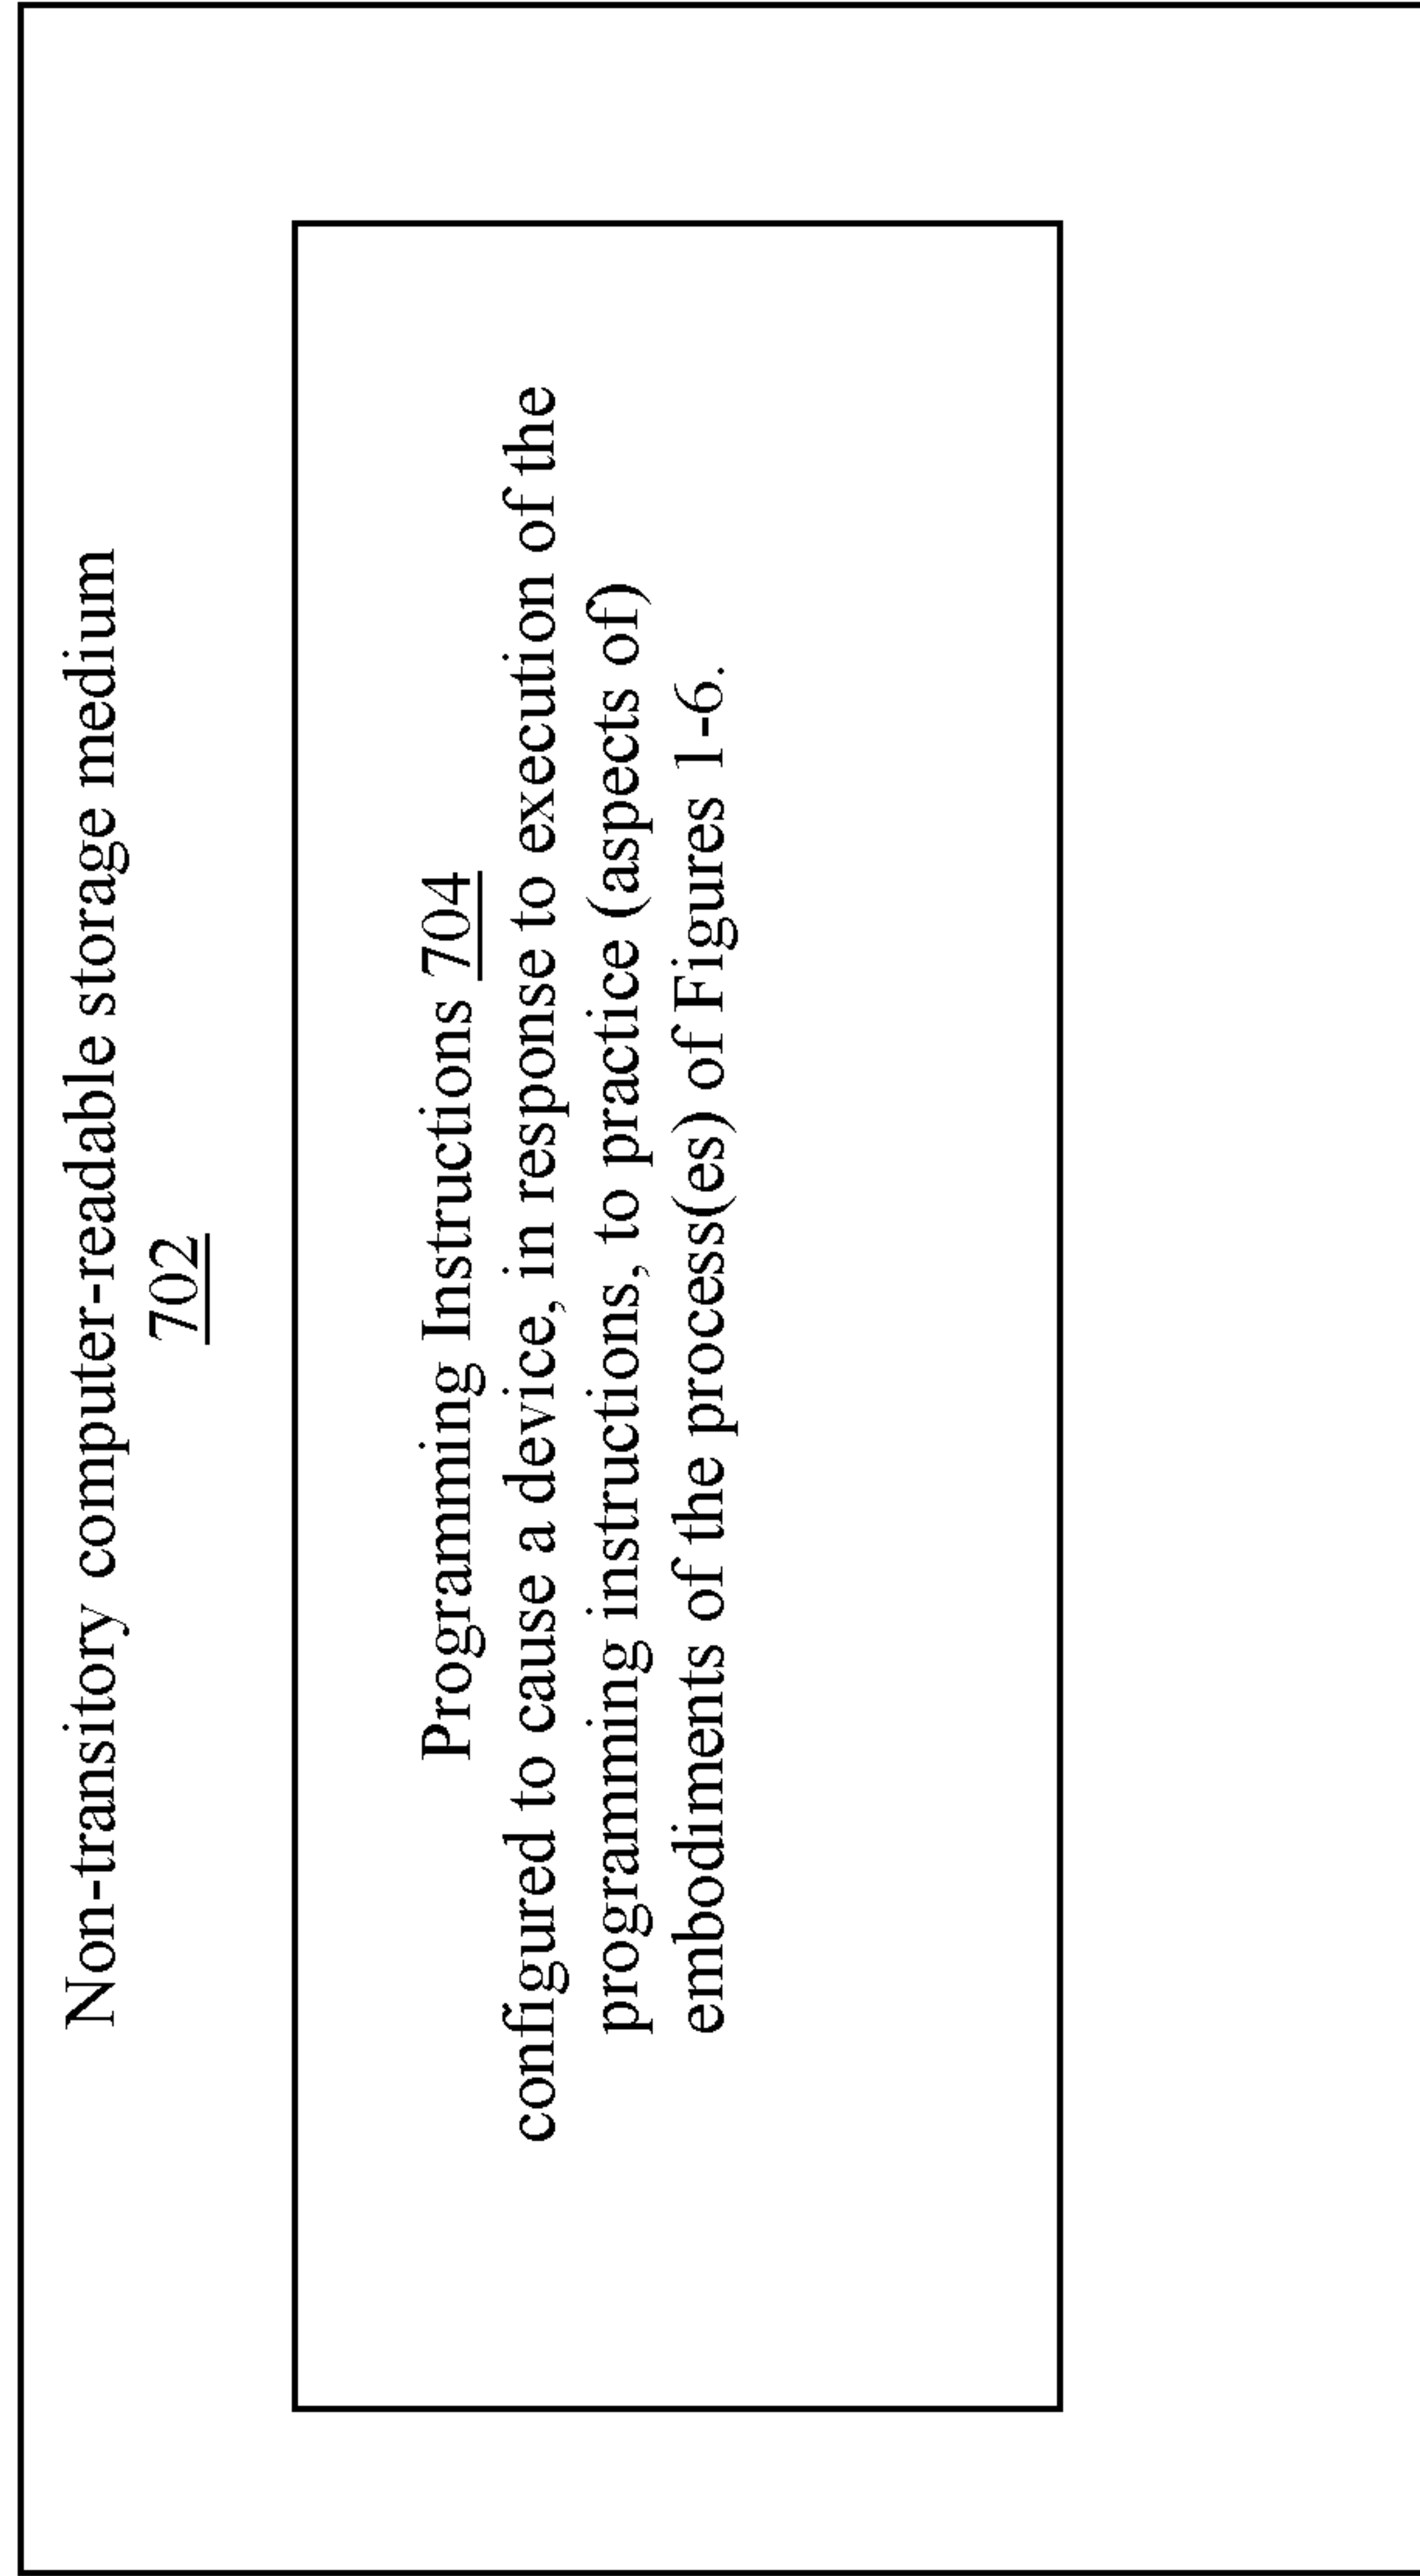 Non-transitory computer-readable storage medium
702
Programming Instructions 704
configured to cause a device, in response to execution of the
programming instructions, to practice (aspects of)
embodiments of the process(es) of Figures 1-6.